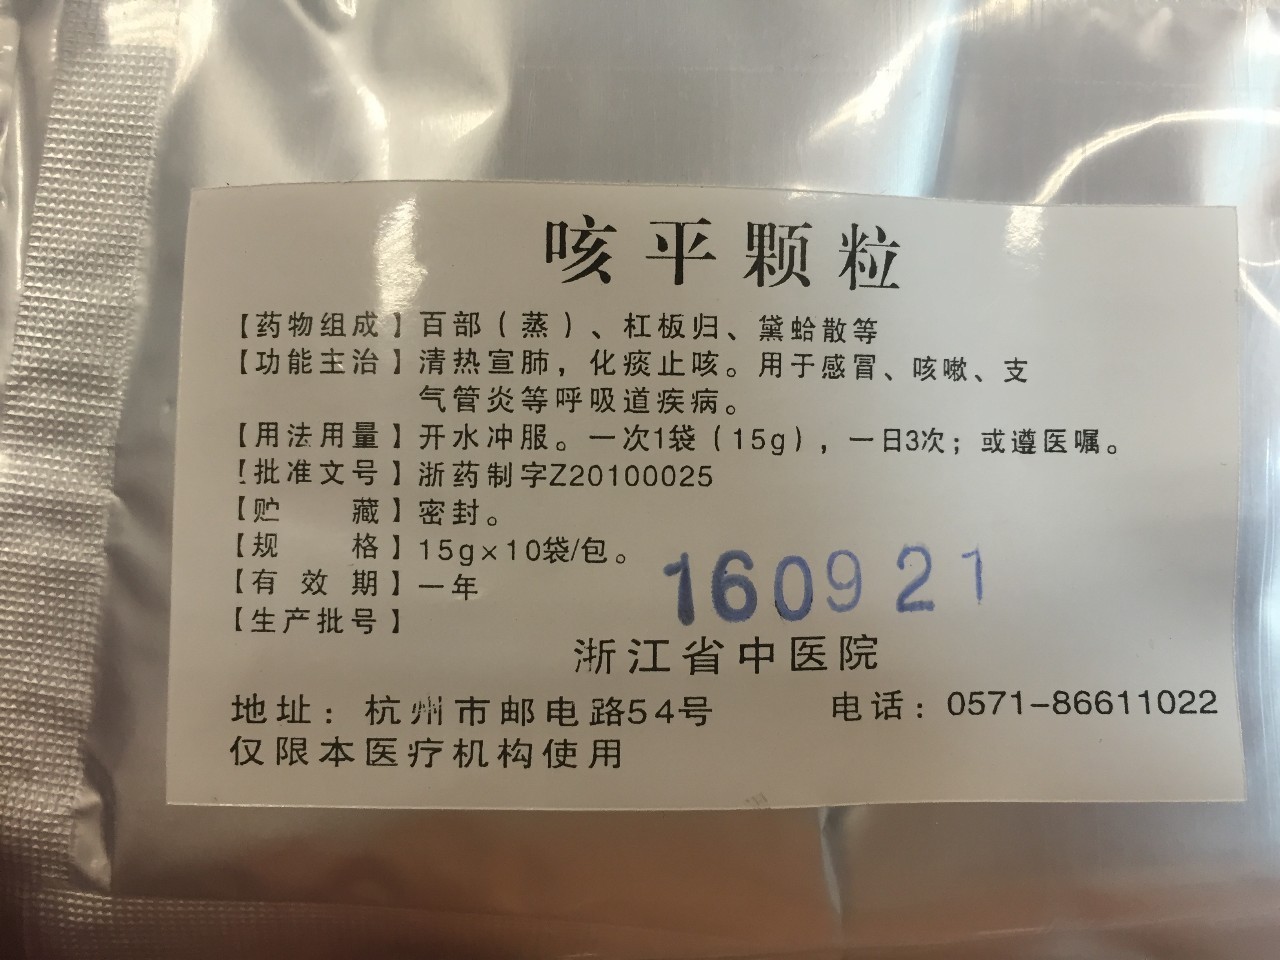 咳平颗粒
【药物组成】百部（蒸）、杠板归、黛蛤散等
【功能主治】清热宣肺，化痰止咳。用于感冒、咳嗽、支
气管炎等呼吸道疾病。
【用法用量】开水冲服。一次1袋（15g），一日3次；或遵医嘱。
【批准文号】浙药制字Z20100025
【贮 藏】密封。
【规 格】15g×10袋/包。
【有 效 期】一年
【生产批号】160921
浙江省中医院
地址：杭州市邮电路54号 电话：0571-86611022
仅限本医疗机构使用